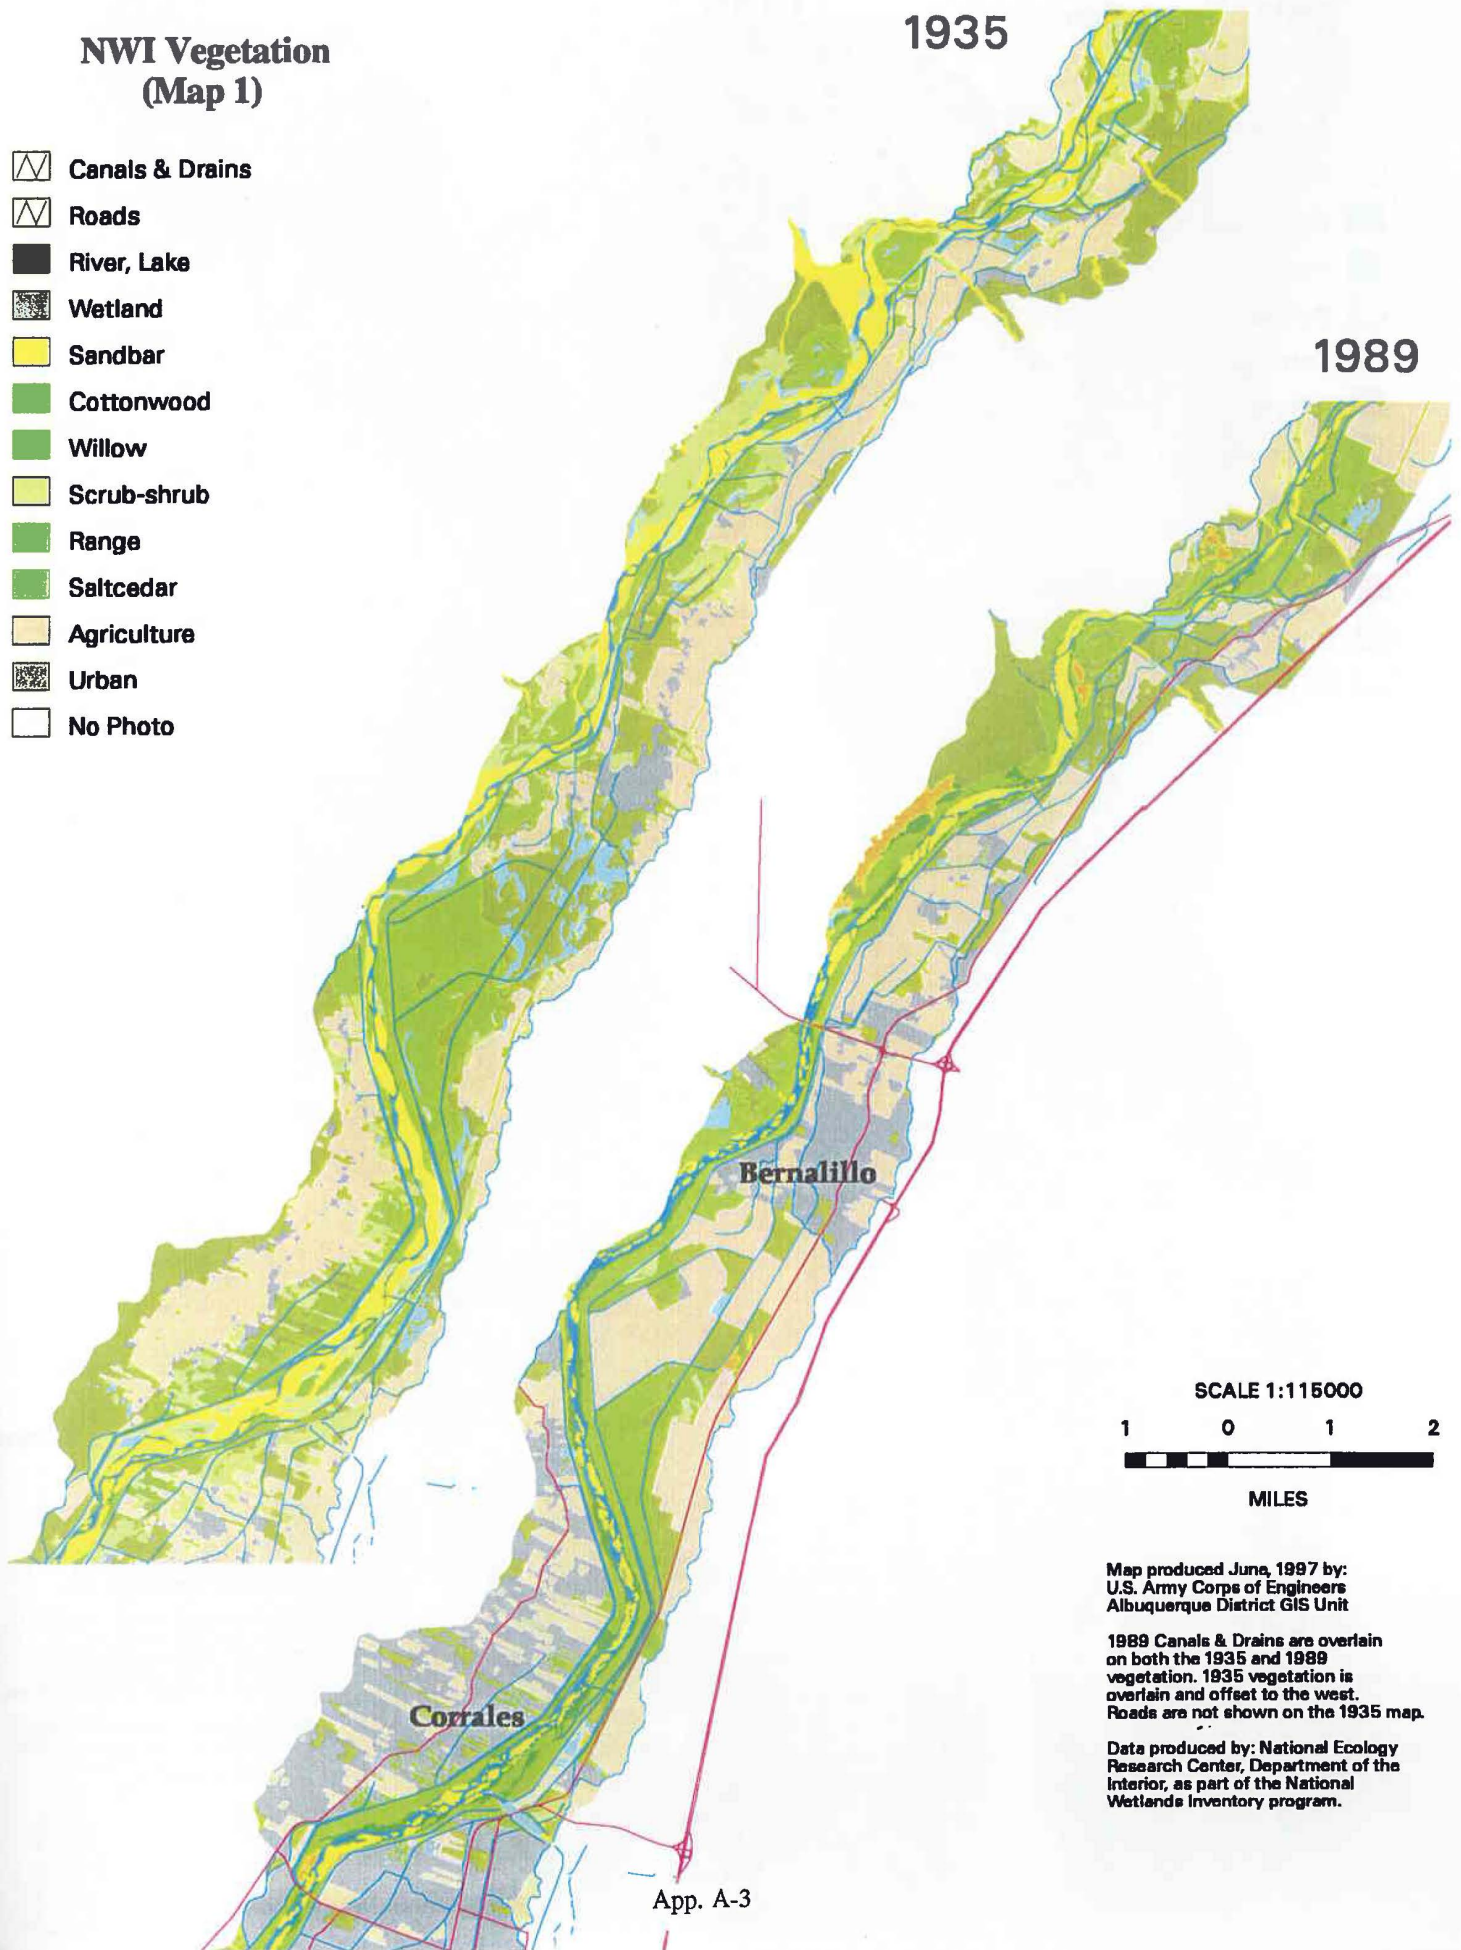 NWI Vegetation
(Map 1)
Canals & Drains
Roads
River, Lake
Wetland
Sandbar
Cottonwood
Willow
Scrub-shrub
Range
Saltcedar
Agriculture
Urban
No Photo
1935
1989
Bernalillo
Corrales
SCALE 1:115000
1 0 1 2
MILES
Map produced June, 1997 by:
U.S. Army Corps of Engineers
Albuquerque District GIS Unit
1989 Canals & Drains are overlain
on both the 1935 and 1989
vegetation. 1935 vegetation is
overlain and offset to the west.
Roads are not shown on the 1935 map.
Data produced by: National Ecology
Research Center, Department of the
Interior, as part of the National
Wetlands Inventory program.
App. A-3